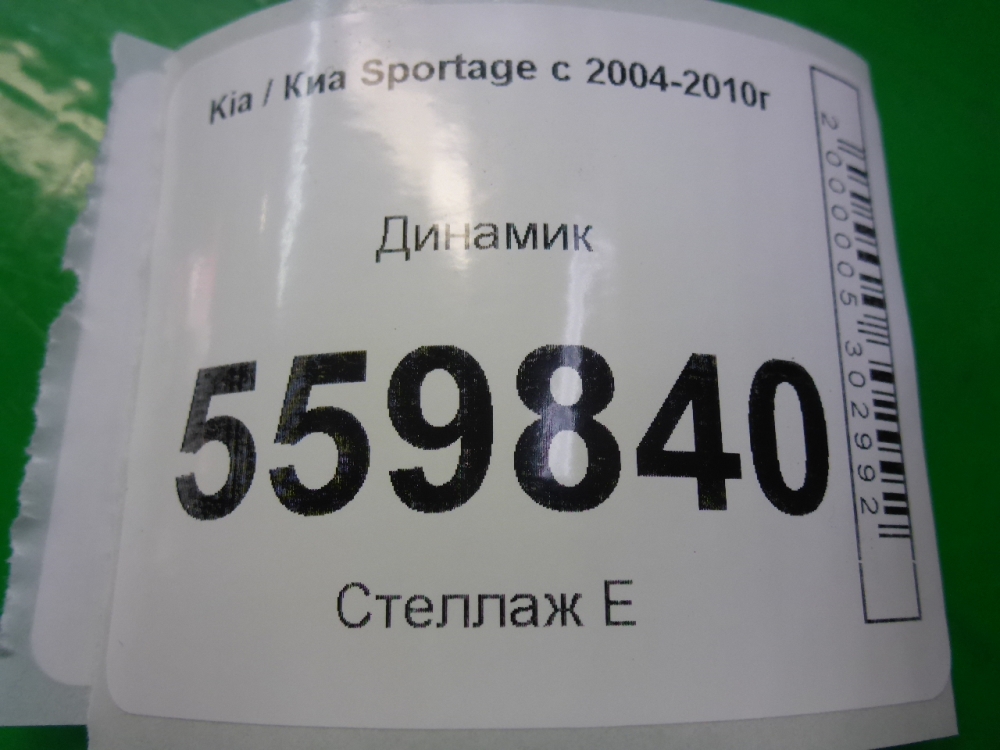 Kia / Киа Sportage с 2004-2010г
Динамик
559840
Стеллаж Е
2000005302992